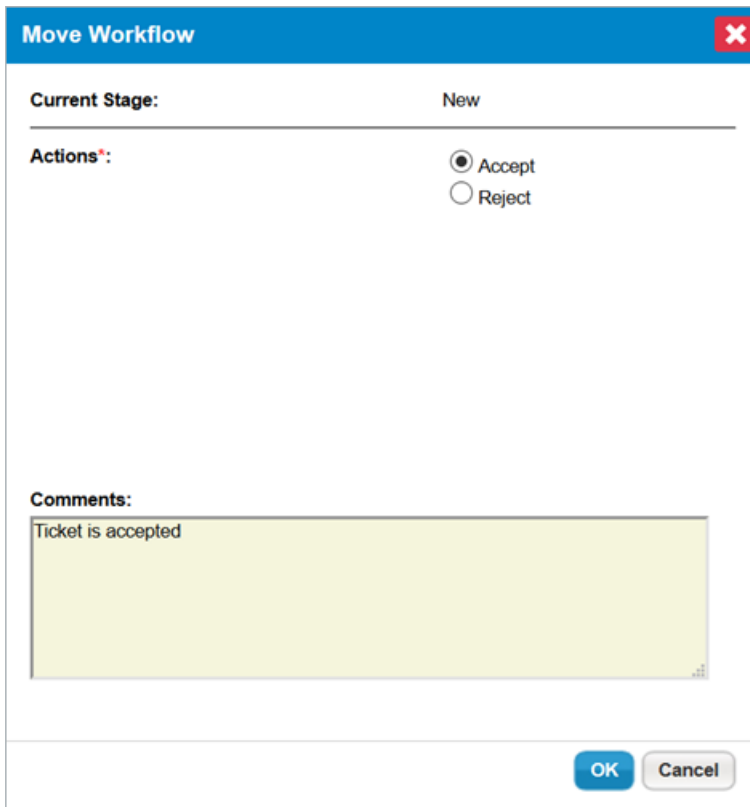 Move Workflow
Current Stage: New
Actions*:
Accept
Reject
Comments:
Ticket is accepted
OK Cancel